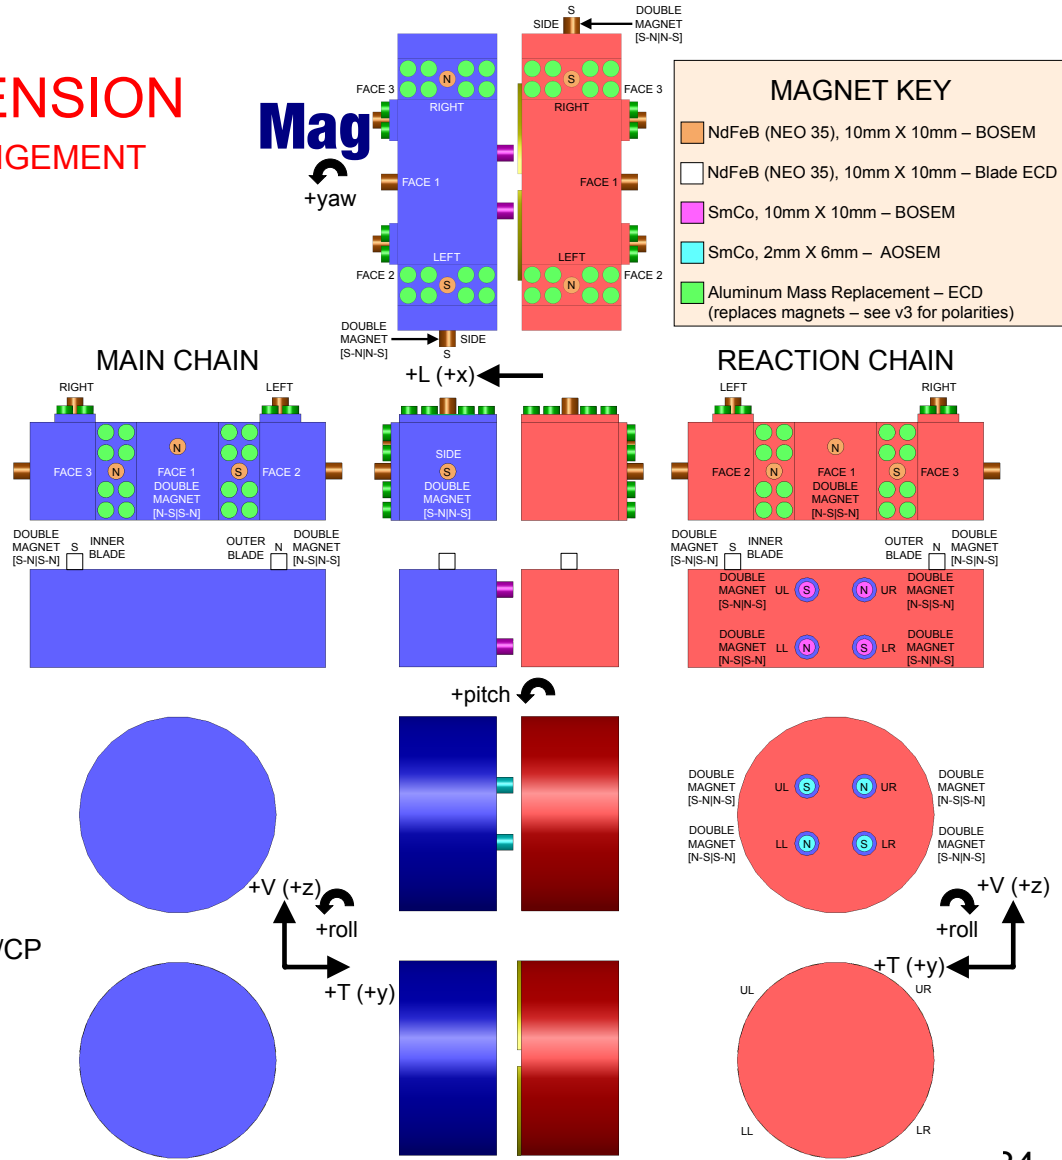 ENSION
NGEMENT
Mag
+yaw
S
SIDE
DOUBLE
MAGNET
[S-N|N-S]
FACE 3
N
RIGHT
FACE 1
LEFT
FACE 2
S
S
FACE 3
RIGHT
FACE 1
LEFT
FACE 2
N
DOUBLE
MAGNET
[S-N|N-S]
SIDE
S
+L (+x)
MAGNET KEY
NdFeB (NEO 35), 10mm X 10mm – BOSEM
NdFeB (NEO 35), 10mm X 10mm – Blade ECD
SmCo, 10mm X 10mm – BOSEM
SmCo, 2mm X 6mm – AOSEM
Aluminum Mass Replacement – ECD
(replaces magnets – see v3 for polarities)
MAIN CHAIN
RIGHT
LEFT
FACE 3
N
N
FACE 1
DOUBLE
MAGNET
[N-S|S-N]
S
FACE 2
SIDE
S
DOUBLE
MAGNET
[S-N|N-S]
REACTION CHAIN
LEFT
RIGHT
FACE 2
N
N
FACE 1
DOUBLE
MAGNET
[N-S|S-N]
S
FACE 3
DOUBLE
MAGNET
[S-N|S-N]
S
INNER
BLADE
OUTER
BLADE
N
DOUBLE
MAGNET
[N-S|N-S]
DOUBLE
MAGNET
[S-N|S-N]
S
INNER
BLADE
OUTER
BLADE
N
DOUBLE
MAGNET
[N-S|N-S]
DOUBLE
MAGNET
[S-N|N-S]
UL
S
N
UR
DOUBLE
MAGNET
[N-S|S-N]
DOUBLE
MAGNET
[N-S|S-N]
LL
N
S
LR
DOUBLE
MAGNET
[S-N|N-S]
+pitch
DOUBLE
MAGNET
[S-N|N-S]
UL
S
N
UR
DOUBLE
MAGNET
[N-S|S-N]
DOUBLE
MAGNET
[N-S|S-N]
LL
N
S
LR
DOUBLE
MAGNET
[S-N|N-S]
+V (+z)
+roll
+T (+y)
+V (+z)
+roll
+T (+y)
/CP
UL
UR
LL
LR